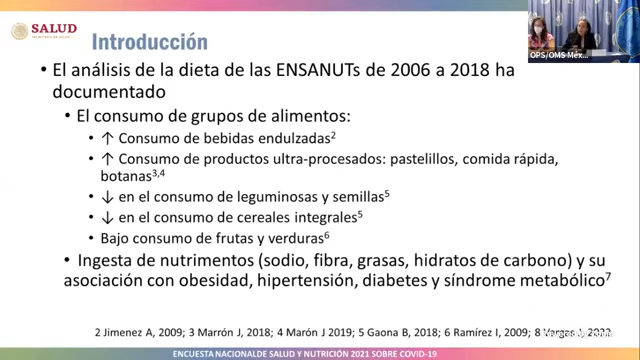 SALUD
Introducción
OPS/OMS Méx...
• El análisis de la dieta de las ENSANUTs de 2006 a 2018 ha
documentado
• El consumo de grupos de alimentos:
• ↑ Consumo de bebidas endulzadas2
• ↑ Consumo de productos ultra-procesados: pastelillos, comida rápida,
botanas3,4
• ↓ en el consumo de leguminosas y semillas5
• ↓ en el consumo de cereales integrales5
• Bajo consumo de frutas y verduras6
• Ingesta de nutrimentos (sodio, fibra, grasas, hidratos de carbono) y su
asociación con obesidad, hipertensión, diabetes y síndrome metabólico7
2 Jimenez A, 2009; 3 Marrón J, 2018; 4 Marón J 2019; 5 Gaona B, 2018; 6 Ramírez I, 2009; 8 Vargas J, 2022
ENCUESTA NACIONALDE SALUD Y NUTRICIÓN 2021 SOBRE COVID-19